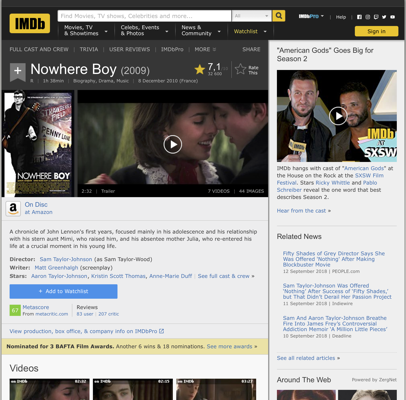 IMDb
Find Movies, TV shows, Celebrities and more...
All
IMDbPro
Help
Movies, TV & Showtimes
Celebs, Events & Photos
News & Community
Watchlist
Sign in
FULL CAST AND CREW | TRIVIA | USER REVIEWS | IMDbPro | MORE
SHARE
Nowhere Boy (2009)
7,1
Rate This
1h 38min | Biography, Drama, Music | 8 December 2010 (France)
PENNY LANE
NOWHERE BOY
2:32 | Trailer
7 VIDEOS | 44 IMAGES
On Disc
at Amazon
A chronicle of John Lennon's first years, focused mainly in his adolescence and his relationship
with his stern aunt Mimi, who raised him, and his absentee mother Julia, who re-entered his
life at a crucial moment in his young life.
Director: Sam Taylor-Johnson (as Sam Taylor-Wood)
Writer: Matt Greenhalgh (screenplay)
Stars: Aaron Taylor-Johnson, Kristin Scott Thomas, Anne-Marie Duff | See full cast & crew »
+ Add to Watchlist
67
Metascore
From metacritic.com
Reviews
83 user | 207 critic
View production, box office, & company info on IMDbPro
Nominated for 3 BAFTA Film Awards. Another 6 wins & 18 nominations. See more awards »
Videos
"American Gods" Goes Big for
Season 2
IMDb
at
SXSW
IMDb hangs with cast of "American Gods" at
the House on the Rock at the SXSW Film
Festival. Stars Ricky Whittle and Pablo
Schreiber reveal the one word that best
describes Season 2.
Hear from the cast »
Related News
Fifty Shades of Grey Director Says She
Was Offered 'Nothing' After Making
Blockbuster Movie
12 September 2018 | PEOPLE.com
Sam Taylor-Johnson Was Offered
'Nothing' After Success of 'Fifty Shades,'
but That Didn't Derail Her Passion Project
11 September 2018 | Indiewire
Sam And Aaron Taylor-Johnson Breathe
Fire Into James Frey's Controversial
Addiction Memoir 'A Million Little Pieces'
10 September 2018 | Deadline
See all related articles »
Around The Web
Powered by ZergNet